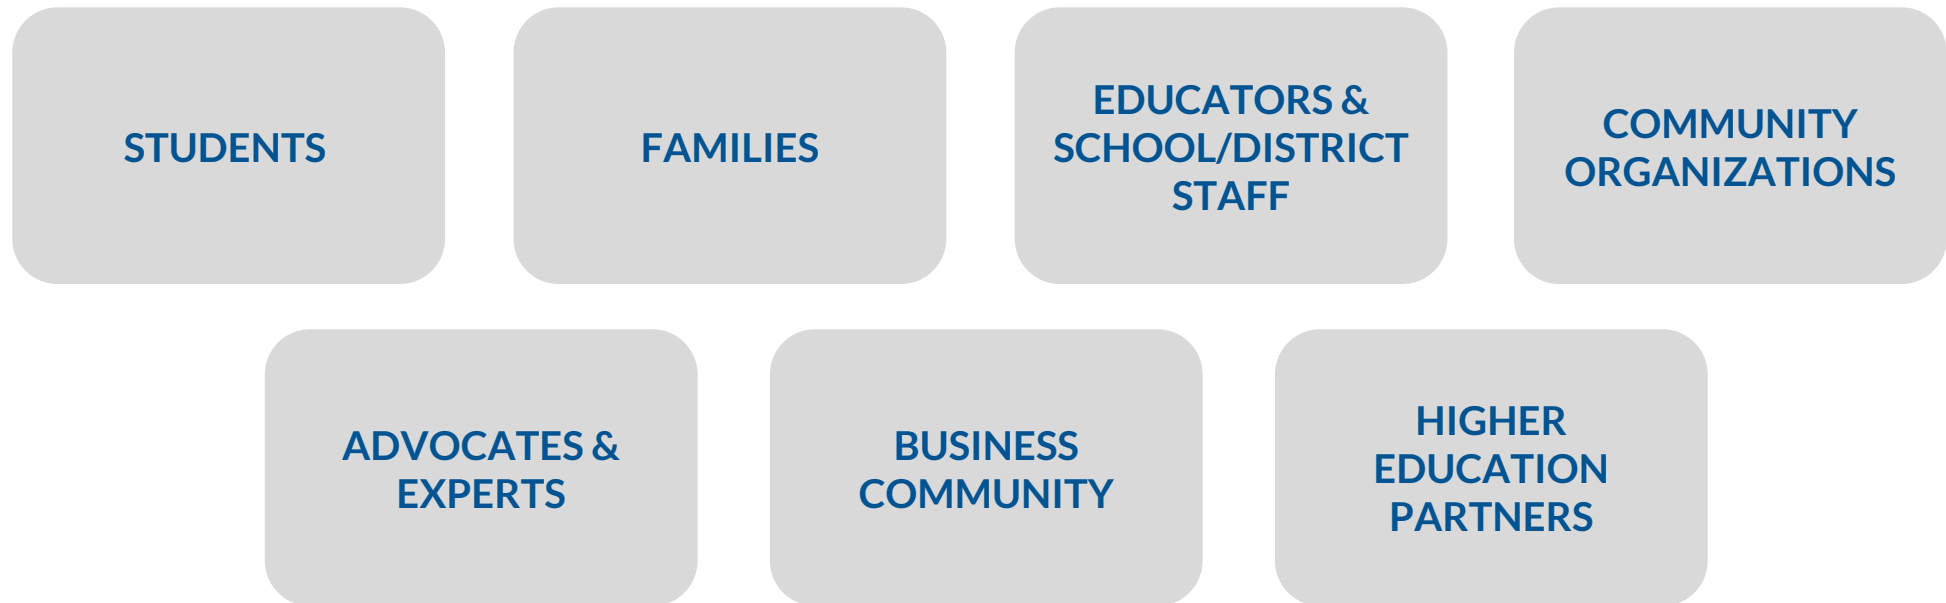 STUDENTS
FAMILIES
EDUCATORS &
SCHOOL/DISTRICT
STAFF
COMMUNITY
ORGANIZATIONS
ADVOCATES &
EXPERTS
BUSINESS
COMMUNITY
HIGHER
EDUCATION
PARTNERS